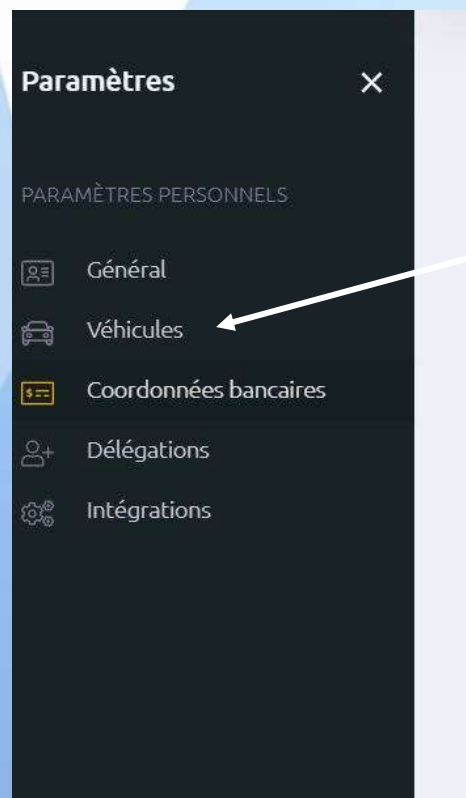 Paramètres
PARAMÈTRES PERSONNELS
Général
Véhicules
Coordonnées bancaires
Délégations
Intégrations